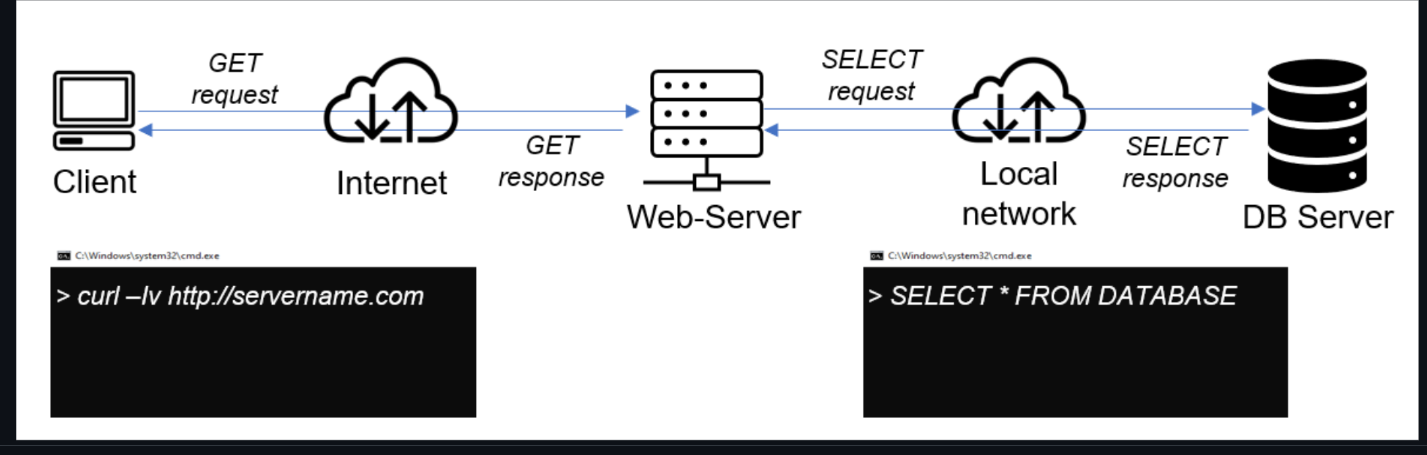 GET
request
SELECT
request
GET
response
SELECT
response
Client
Internet
Web-Server
Local
network
DB Server
C:\Windows\system32\cmd.exe
> curl –Iv http://servername.com
C:\Windows\system32\cmd.exe
> SELECT * FROM DATABASE